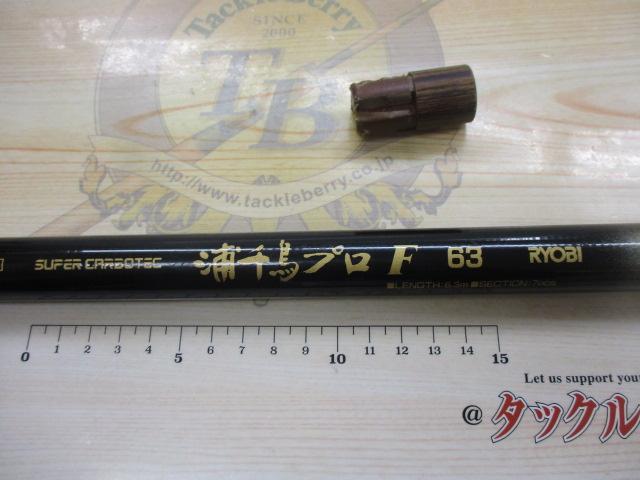 TackleBerry
SINCE
2000
TB
http://www.tackleberry.co.jp
SUPER CARBOTEC 浦千鳥プロ F 63 RYOBI
■LENGTH:6.3m ■SECTION:7pcs
0 1 2 3 4 5 6 7 8 9 10 11 12 13 14 15
Let us support your
@タックル